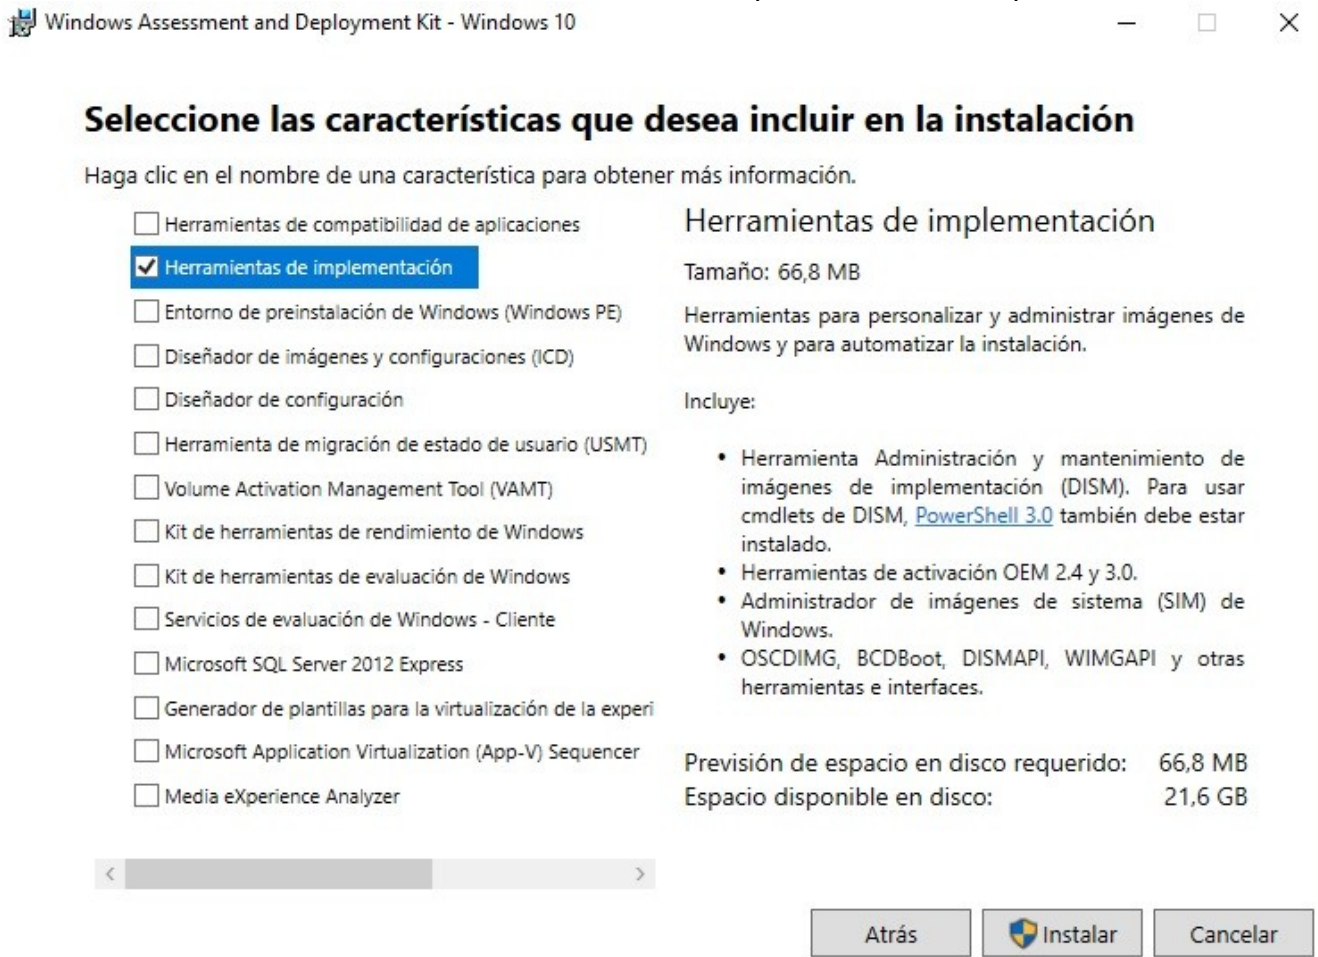 Windows Assessment and Deployment Kit - Windows 10
Seleccione las características que desea incluir en la instalación
Haga clic en el nombre de una característica para obtener más información.
Herramientas de compatibilidad de aplicaciones
Herramientas de implementación
Entorno de preinstalación de Windows (Windows PE)
Diseñador de imágenes y configuraciones (ICD)
Diseñador de configuración
Herramienta de migración de estado de usuario (USMT)
Volume Activation Management Tool (VAMT)
Kit de herramientas de rendimiento de Windows
Kit de herramientas de evaluación de Windows
Servicios de evaluación de Windows - Cliente
Microsoft SQL Server 2012 Express
Generador de plantillas para la virtualización de la experi
Microsoft Application Virtualization (App-V) Sequencer
Media eXperience Analyzer
Herramientas de implementación
Tamaño: 66,8 MB
Herramientas para personalizar y administrar imágenes de
Windows y para automatizar la instalación.
Incluye:
• Herramienta Administración y mantenimiento de
imágenes de implementación (DISM). Para usar
cmdlets de DISM, PowerShell 3.0 también debe estar
instalado.
• Herramientas de activación OEM 2.4 y 3.0.
• Administrador de imágenes de sistema (SIM) de
Windows.
• OSCDIMG, BCDBoot, DISMAPI, WIMGAPI y otras
herramientas e interfaces.
Previsión de espacio en disco requerido: 66,8 MB
Espacio disponible en disco: 21,6 GB
Atrás
Instalar
Cancelar